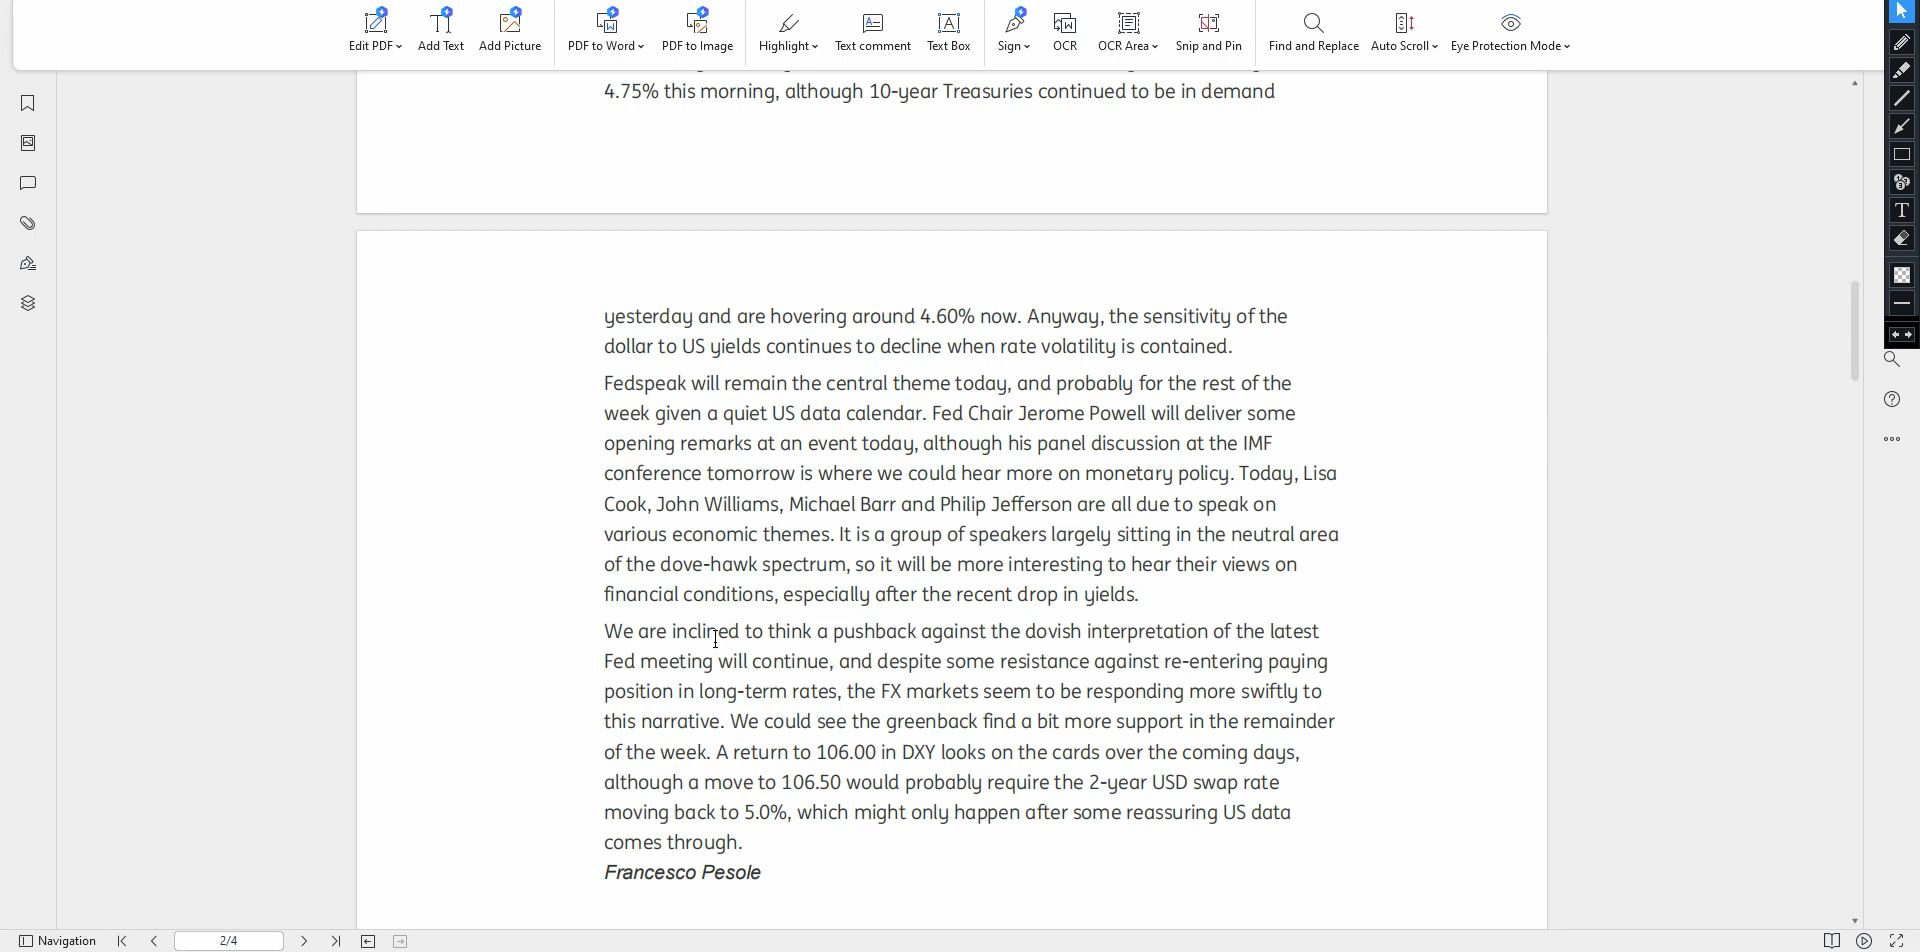 Edit PDF
Add Text
Add Picture
PDF to Word
PDF to Image
Highlight
Text comment
Text Box
Sign
OCR
OCR Area
Snip and Pin
Find and Replace
Auto Scroll
Eye Protection Mode
4.75% this morning, although 10-year Treasuries continued to be in demand
yesterday and are hovering around 4.60% now. Anyway, the sensitivity of the
dollar to US yields continues to decline when rate volatility is contained.
Fedspeak will remain the central theme today, and probably for the rest of the
week given a quiet US data calendar. Fed Chair Jerome Powell will deliver some
opening remarks at an event today, although his panel discussion at the IMF
conference tomorrow is where we could hear more on monetary policy. Today, Lisa
Cook, John Williams, Michael Barr and Philip Jefferson are all due to speak on
various economic themes. It is a group of speakers largely sitting in the neutral area
of the dove-hawk spectrum, so it will be more interesting to hear their views on
financial conditions, especially after the recent drop in yields.
We are inclined to think a pushback against the dovish interpretation of the latest
Fed meeting will continue, and despite some resistance against re-entering paying
position in long-term rates, the FX markets seem to be responding more swiftly to
this narrative. We could see the greenback find a bit more support in the remainder
of the week. A return to 106.00 in DXY looks on the cards over the coming days,
although a move to 106.50 would probably require the 2-year USD swap rate
moving back to 5.0%, which might only happen after some reassuring US data
comes through.
Francesco Pesole
Navigation
2/4